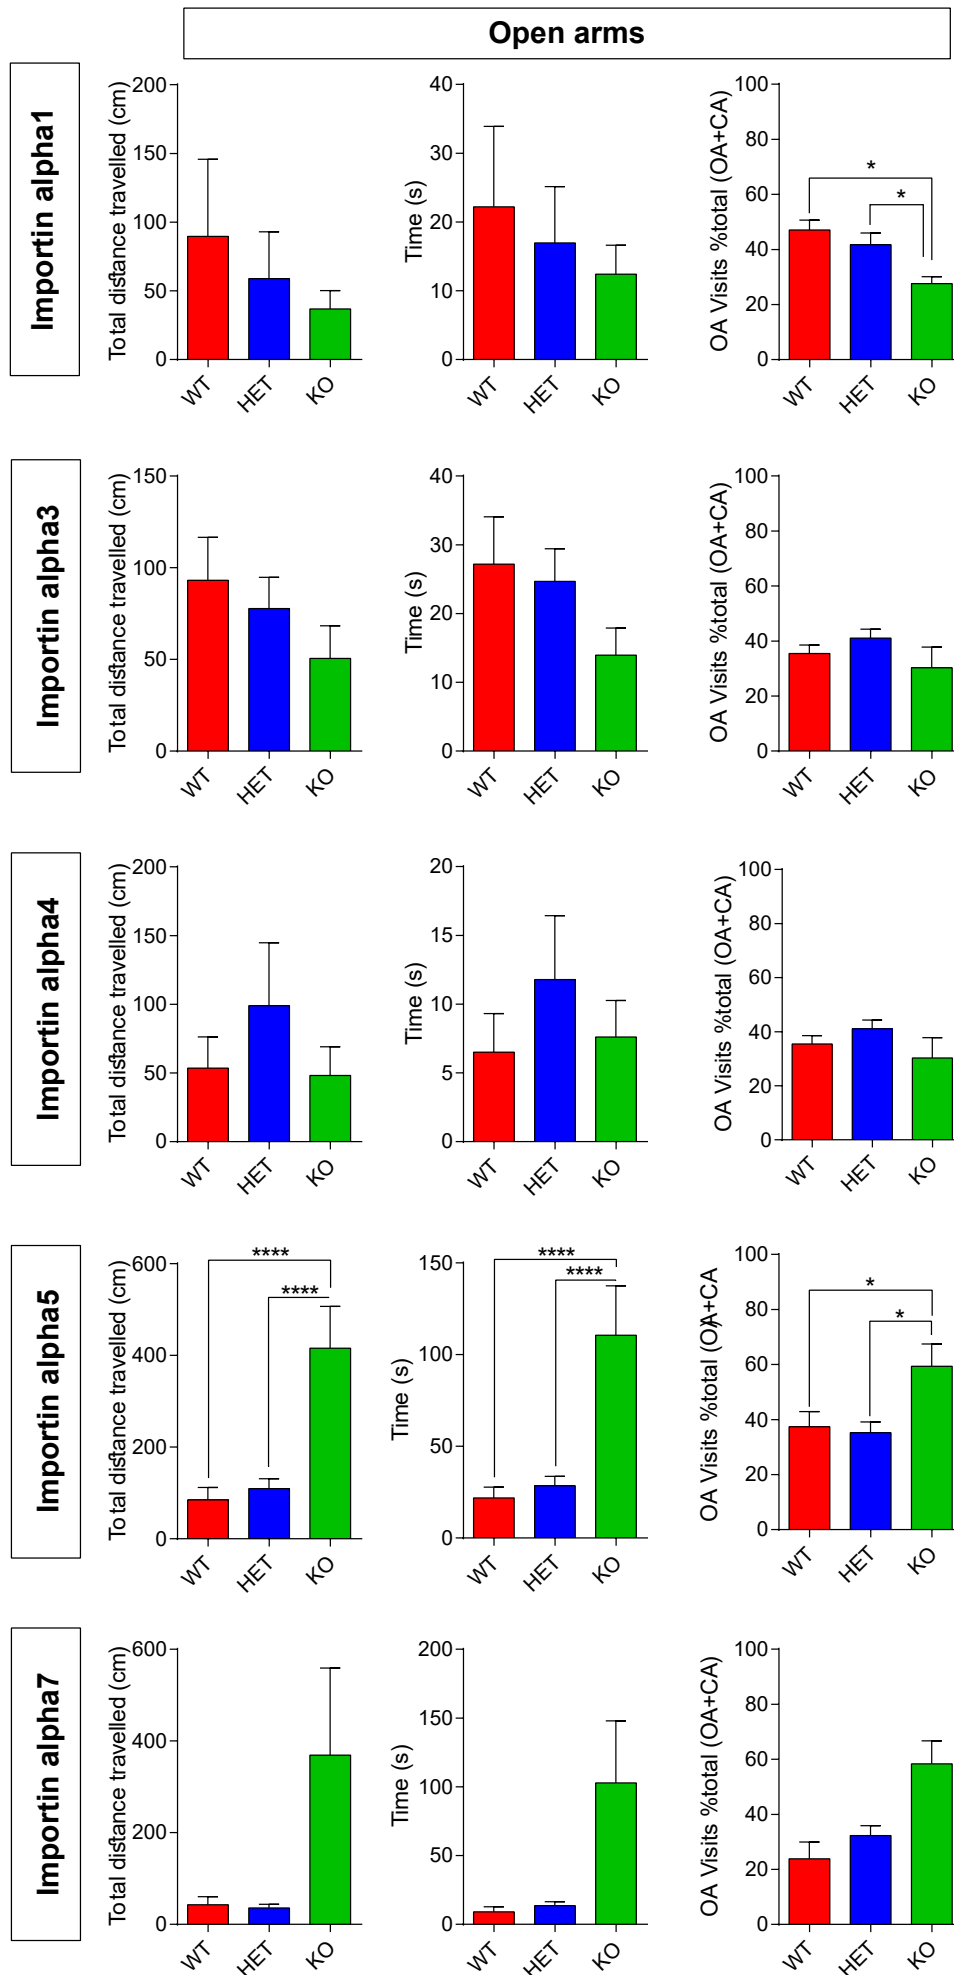 Open arms
Importin alpha1
Total distance travelled (cm)
200
150
100
50
0
WT
HET
KO
Time (s)
40
30
20
10
0
WT
HET
KO
OA Visits %total (OA+CA)
100
80
60
40
20
0
*
*
WT
HET
KO
Importin alpha3
Total distance travelled (cm)
150
100
50
0
WT
HET
KO
Time (s)
40
30
20
10
0
WT
HET
KO
OA Visits %total (OA+CA)
100
80
60
40
20
0
WT
HET
KO
Importin alpha4
Total distance travelled (cm)
200
150
100
50
0
WT
HET
KO
Time (s)
20
15
10
5
0
WT
HET
KO
OA Visits %total (OA+CA)
100
80
60
40
20
0
WT
HET
KO
Importin alpha5
Total distance travelled (cm)
600
400
200
0
****
****
WT
HET
KO
Time (s)
150
100
50
0
****
****
WT
HET
KO
OA Visits %total (OA+CA
100
80
60
40
20
0
*
*
WT
HET
KO
Importin alpha7
Total distance travelled (cm)
600
400
200
0
WT
HET
KO
Time (s)
200
150
100
50
0
WT
HET
KO
OA Visits %total (OA+CA)
100
80
60
40
20
0
WT
HET
KO